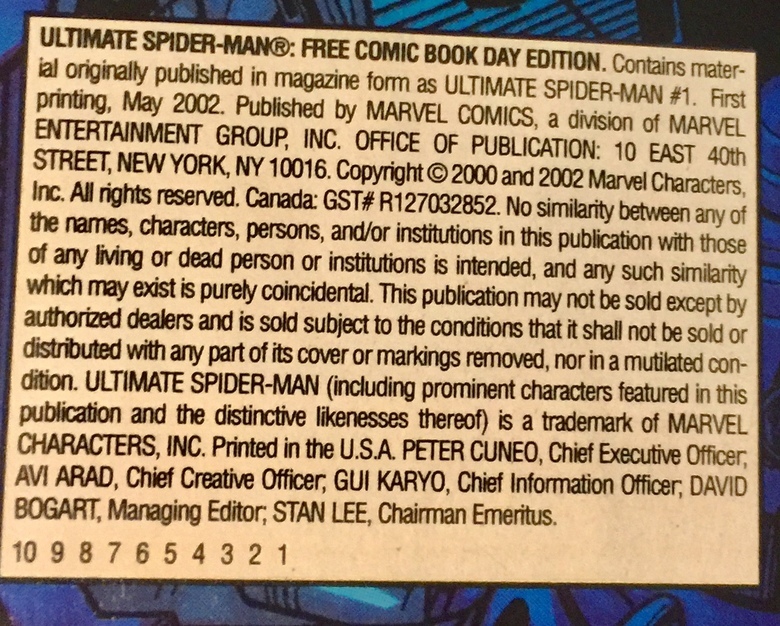 ULTIMATE SPIDER-MAN®: FREE COMIC BOOK DAY EDITION. Contains mater-
ial originally published in magazine form as ULTIMATE SPIDER-MAN #1. First
printing, May 2002. Published by MARVEL COMICS, a division of MARVEL
ENTERTAINMENT GROUP, INC. OFFICE OF PUBLICATION: 10 EAST 40th
STREET, NEW YORK, NY 10016. Copyright © 2000 and 2002 Marvel Characters,
Inc. All rights reserved. Canada: GST# R127032852. No similarity between any of
the names, characters, persons, and/or institutions in this publication with those
of any living or dead person or institutions is intended, and any such similarity
which may exist is purely coincidental. This publication may not be sold except by
authorized dealers and is sold subject to the conditions that it shall not be sold or
distributed with any part of its cover or markings removed, nor in a mutilated con-
dition. ULTIMATE SPIDER-MAN (including prominent characters featured in this
publication and the distinctive likenesses thereof) is a trademark of MARVEL
CHARACTERS, INC. Printed in the U.S.A. PETER CUNEO, Chief Executive Officer;
AVI ARAD, Chief Creative Officer; GUI KARYO, Chief Information Officer; DAVID
BOGART, Managing Editor; STAN LEE, Chairman Emeritus.
10 9 8 7 6 5 4 3 2 1